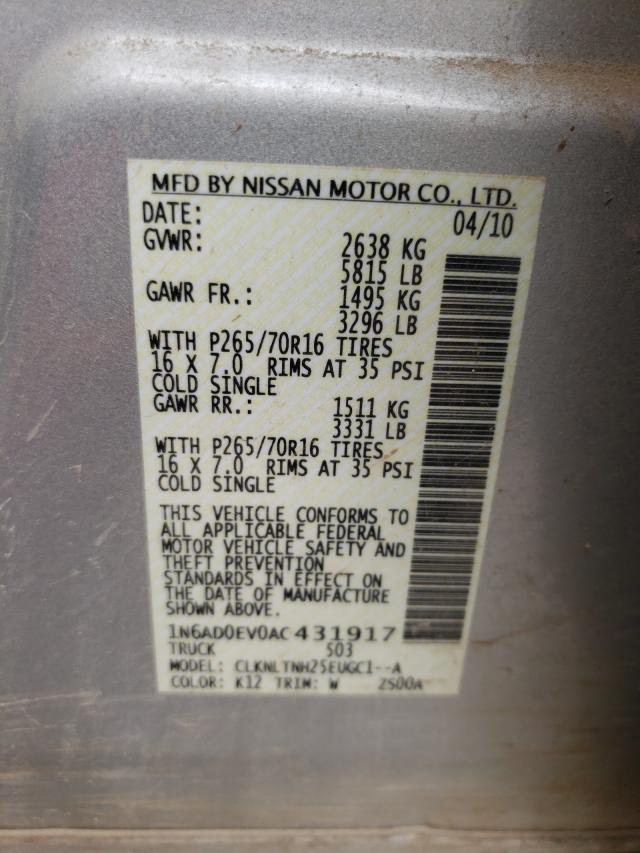 MFD BY NISSAN MOTOR CO., LTD.
DATE: 04/10
GVWR: 2638 KG
5815 LB
GAWR FR.: 1495 KG
3296 LB
WITH P265/70R16 TIRES
16 X 7.0 RIMS AT 35 PSI
COLD SINGLE
GAWR RR.: 1511 KG
3331 LB
WITH P265/70R16 TIRES
16 X 7.0 RIMS AT 35 PSI
COLD SINGLE
THIS VEHICLE CONFORMS TO
ALL APPLICABLE FEDERAL
MOTOR VEHICLE SAFETY AND
THEFT PREVENTION
STANDARDS IN EFFECT ON
THE DATE OF MANUFACTURE
SHOWN ABOVE.
1N6AD0EV0AC 431917
TRUCK 503
MODEL: CLKNLTNH25EUGC1--A
COLOR: K12 TRIM: W 2S00A